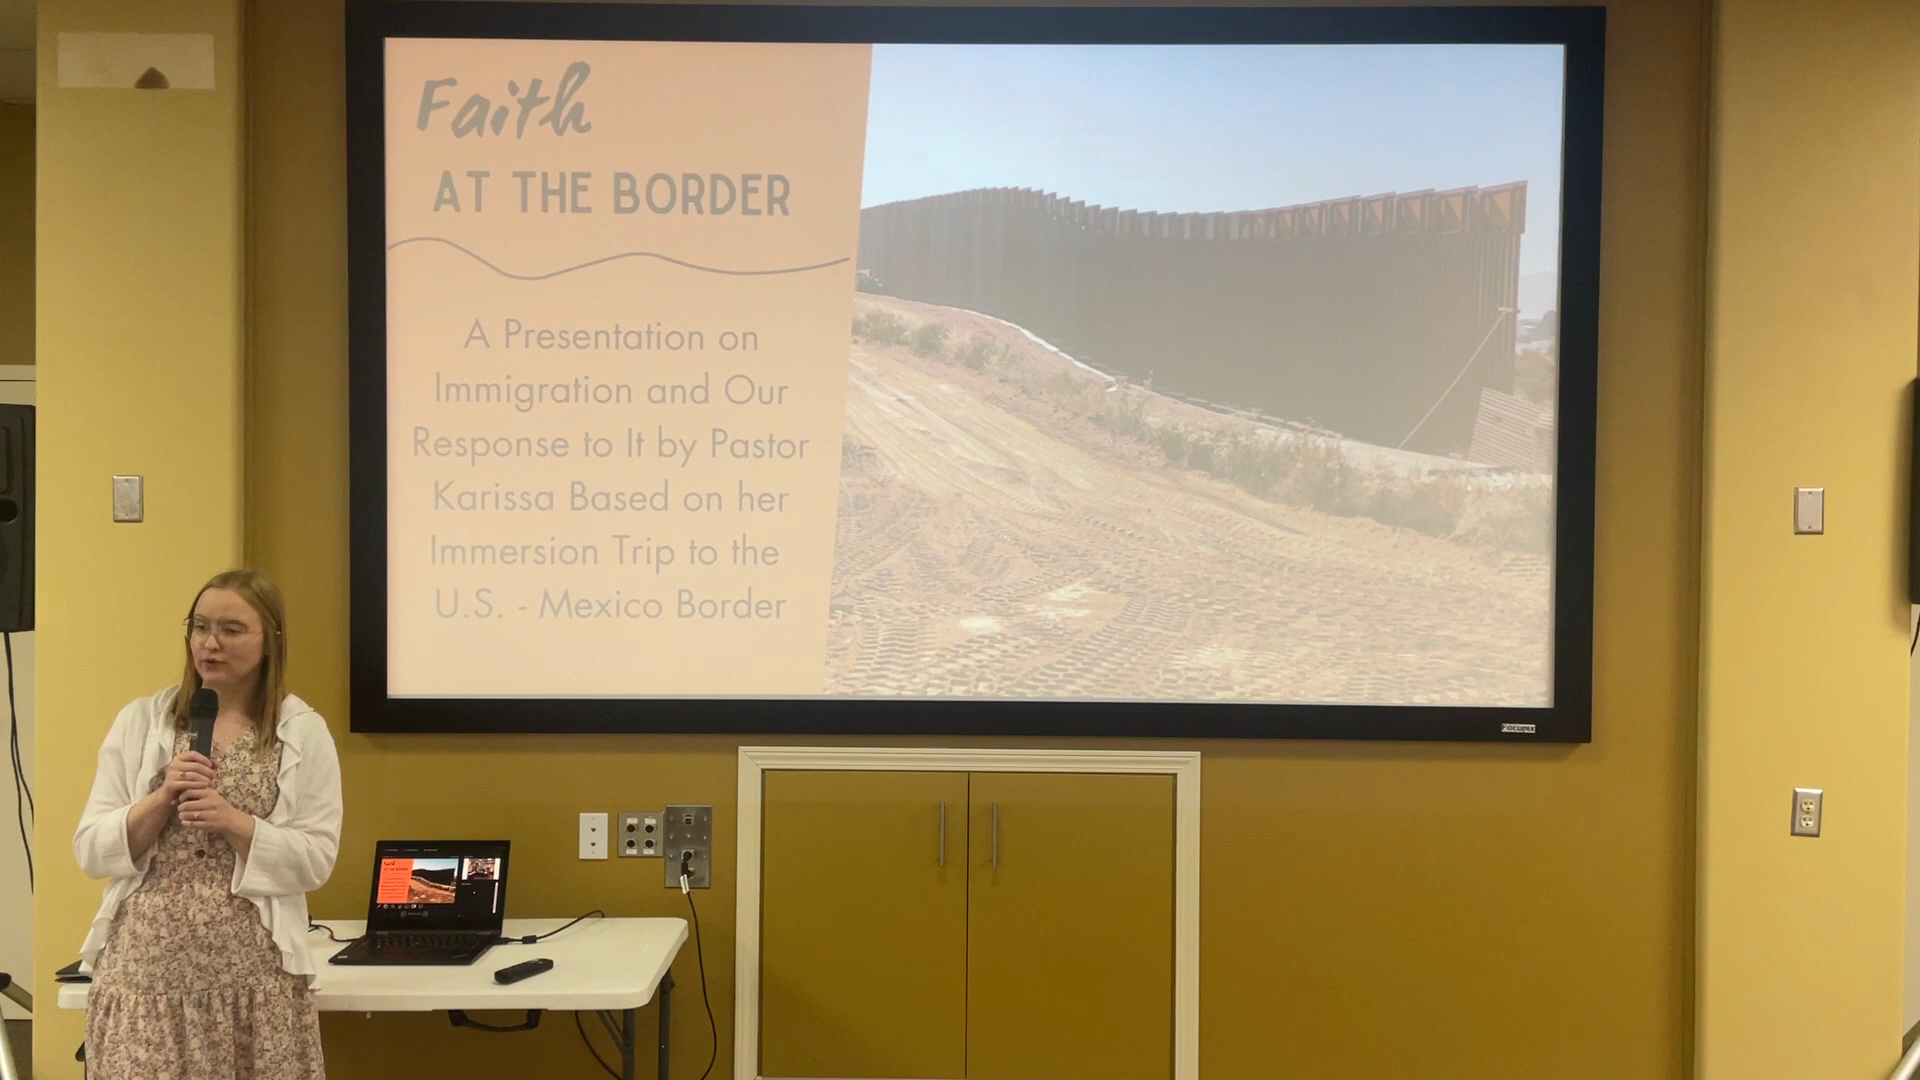 Faith
AT THE BORDER
A Presentation on
Immigration and Our
Response to It by Pastor
Karissa Based on her
Immersion Trip to the
U.S. - Mexico Border